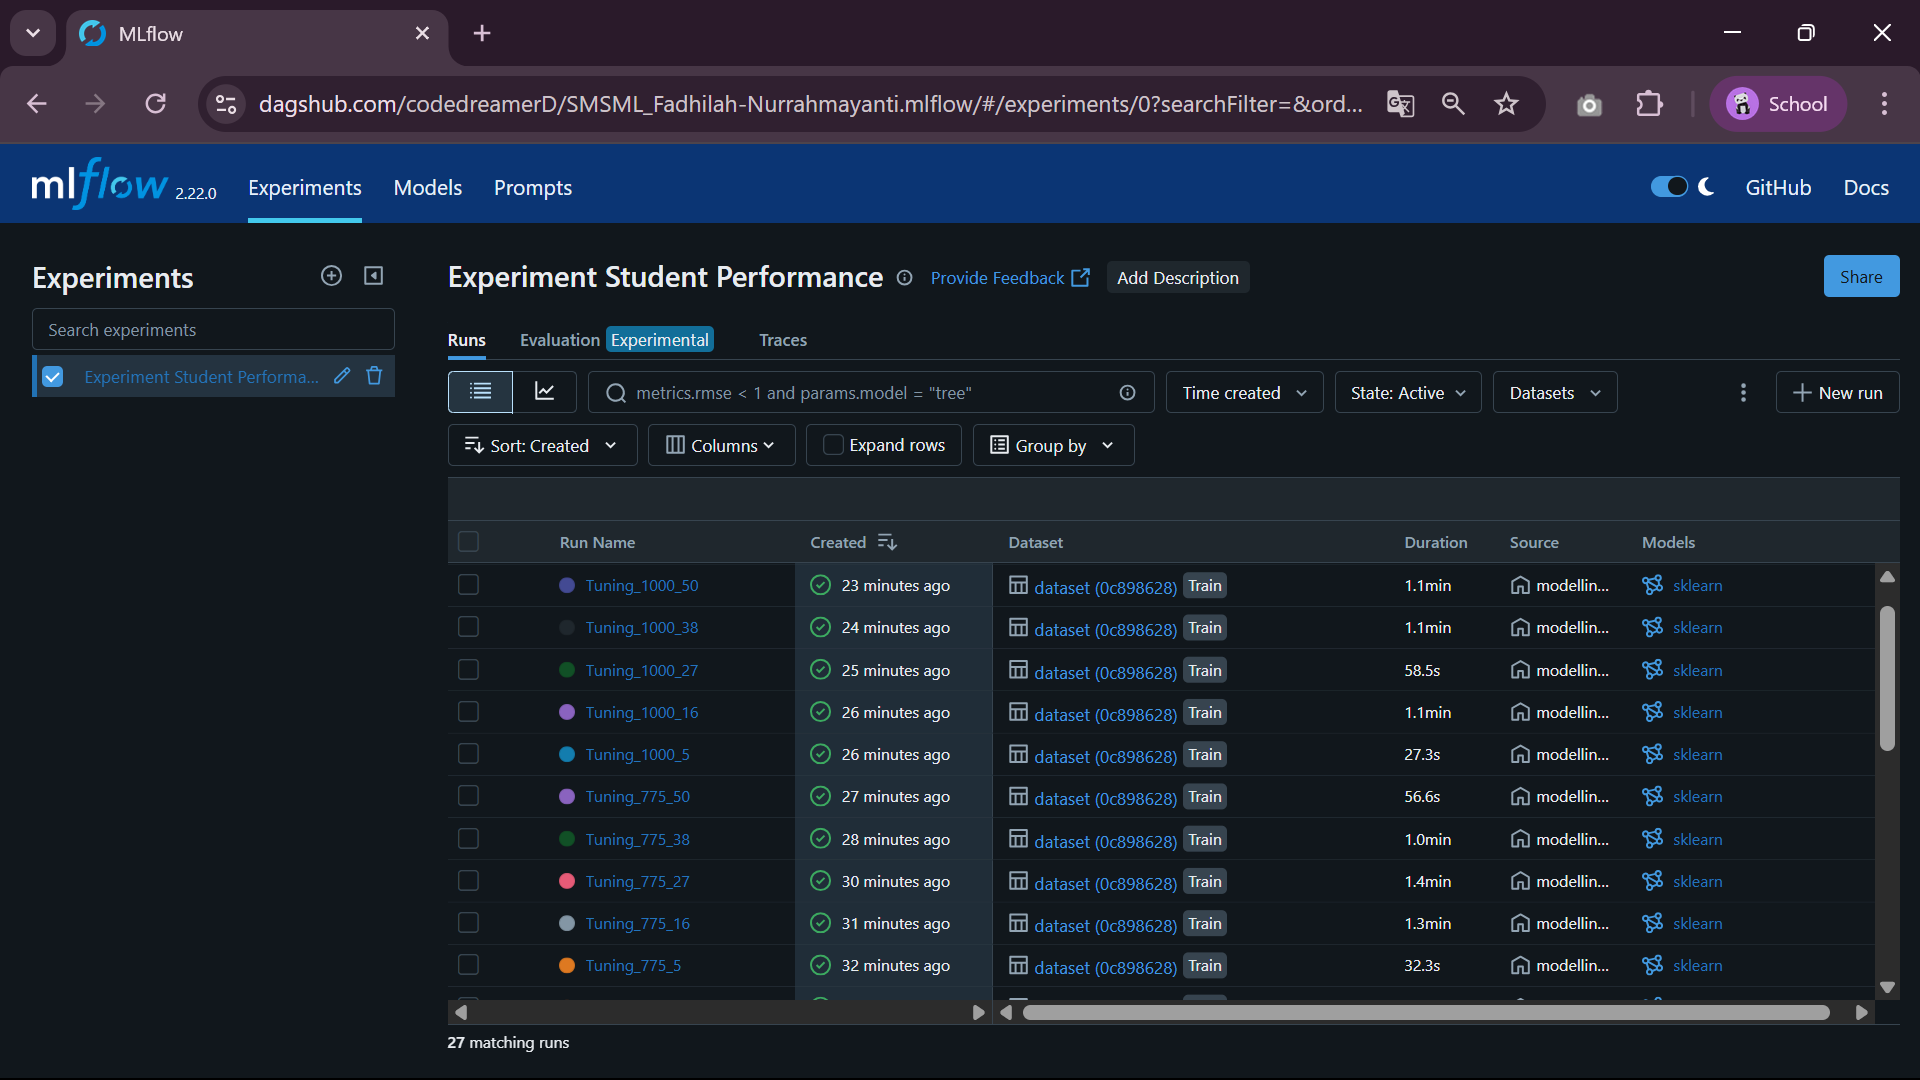 MLflow
dagshub.com/codedreamerD/SMSML_Fadhilah-Nurrahmayanti.mlflow/#/experiments/0?searchFilter=&ord...
School
mlflow 2.22.0
Experiments
Models
Prompts
GitHub
Docs
Experiments
Search experiments
Experiment Student Performa...
Experiment Student Performance
Provide Feedback
Add Description
Share
Runs
Evaluation Experimental
Traces
metrics.rmse < 1 and params.model = "tree"
Time created
State: Active
Datasets
New run
Sort: Created
Columns
Expand rows
Group by
Run Name Created Dataset Duration Source Models
Tuning_1000_50 23 minutes ago dataset (0c898628) Train 1.1min modellin... sklearn
Tuning_1000_38 24 minutes ago dataset (0c898628) Train 1.1min modellin... sklearn
Tuning_1000_27 25 minutes ago dataset (0c898628) Train 58.5s modellin... sklearn
Tuning_1000_16 26 minutes ago dataset (0c898628) Train 1.1min modellin... sklearn
Tuning_1000_5 26 minutes ago dataset (0c898628) Train 27.3s modellin... sklearn
Tuning_775_50 27 minutes ago dataset (0c898628) Train 56.6s modellin... sklearn
Tuning_775_38 28 minutes ago dataset (0c898628) Train 1.0min modellin... sklearn
Tuning_775_27 30 minutes ago dataset (0c898628) Train 1.4min modellin... sklearn
Tuning_775_16 31 minutes ago dataset (0c898628) Train 1.3min modellin... sklearn
Tuning_775_5 32 minutes ago dataset (0c898628) Train 32.3s modellin... sklearn
27 matching runs